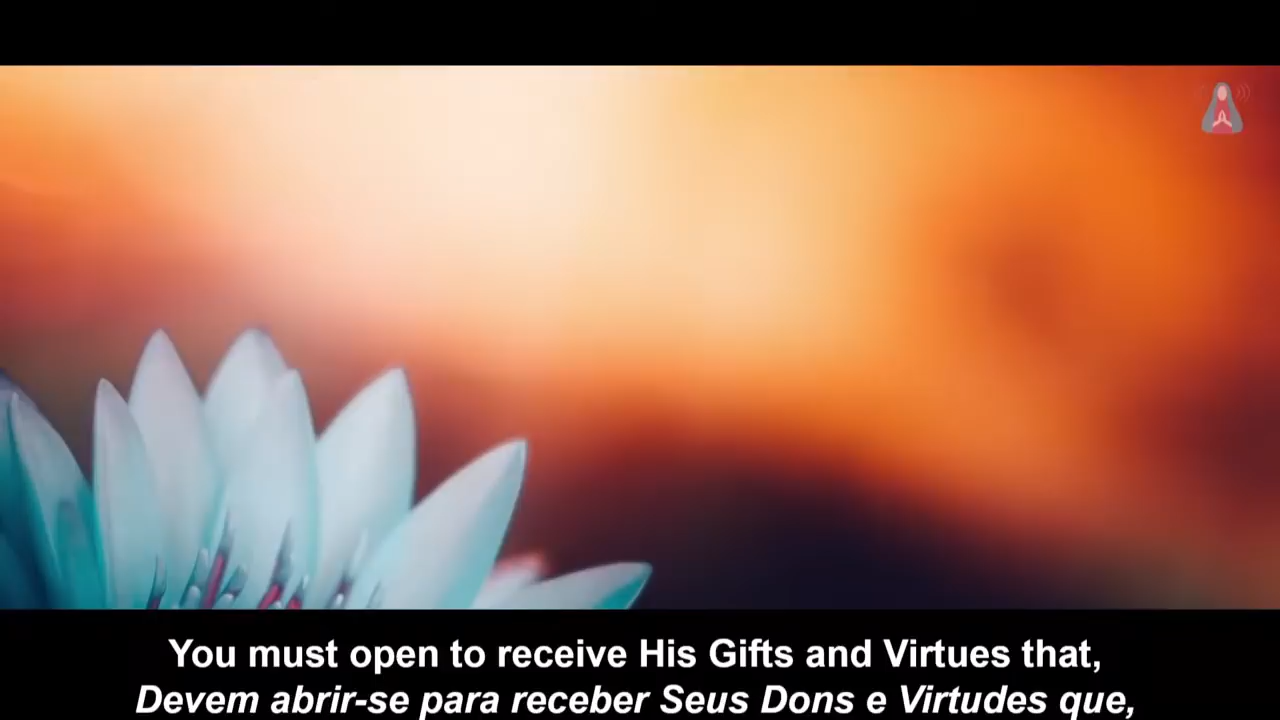 You must open to receive His Gifts and Virtues that,
Devem abrir-se para receber Seus Dons e Virtudes que,